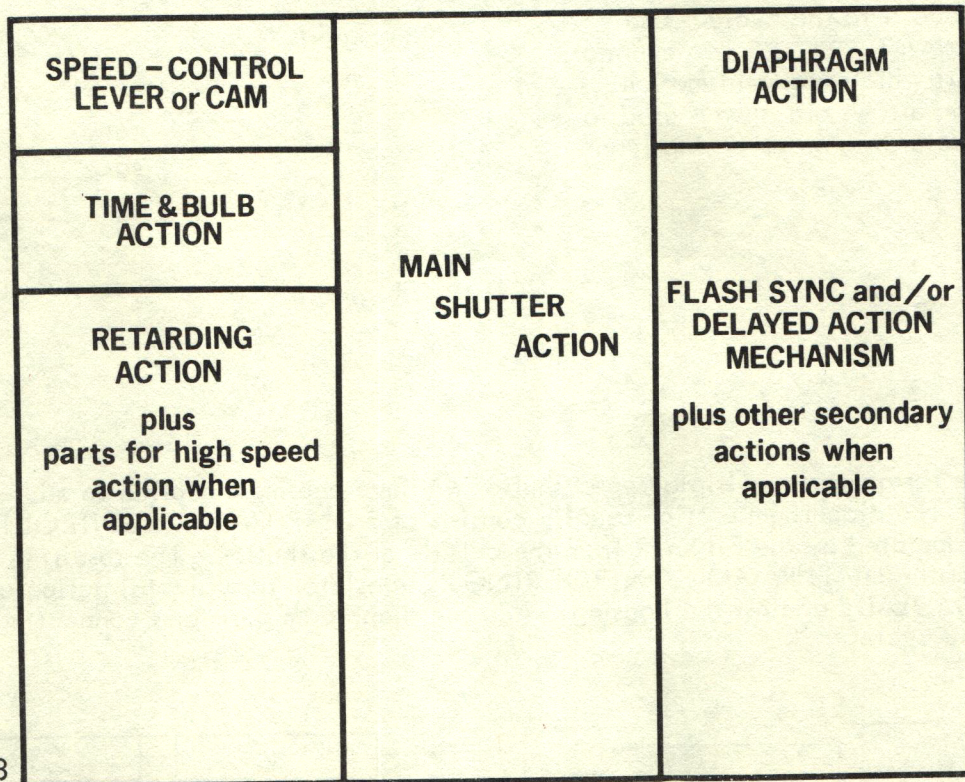 SPEED – CONTROL
LEVER or CAM
TIME & BULB
ACTION
RETARDING
ACTION
plus
parts for high speed
action when
applicable
MAIN
SHUTTER
ACTION
DIAPHRAGM
ACTION
FLASH SYNC and/or
DELAYED ACTION
MECHANISM
plus other secondary
actions when
applicable